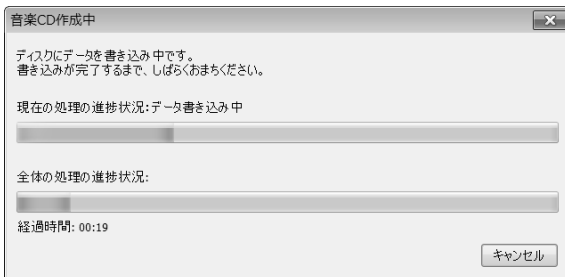 音楽CD作成中
ディスクにデータを書き込み中です。
書き込みが完了するまで、しばらくおまちください。
現在の処理の進捗状況:データ書き込み中
全体の処理の進捗状況:
経過時間: 00:19
キャンセル